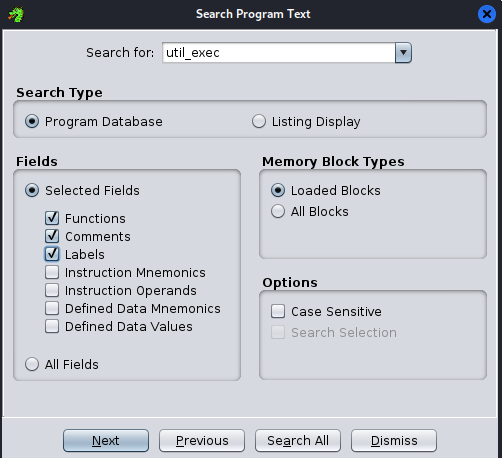 Search Program Text
Search for: util_exec
Search Type
Program Database
Listing Display
Fields
Selected Fields
Functions
Comments
Labels
Instruction Mnemonics
Instruction Operands
Defined Data Mnemonics
Defined Data Values
All Fields
Memory Block Types
Loaded Blocks
All Blocks
Options
Case Sensitive
Search Selection
Next Previous Search All Dismiss